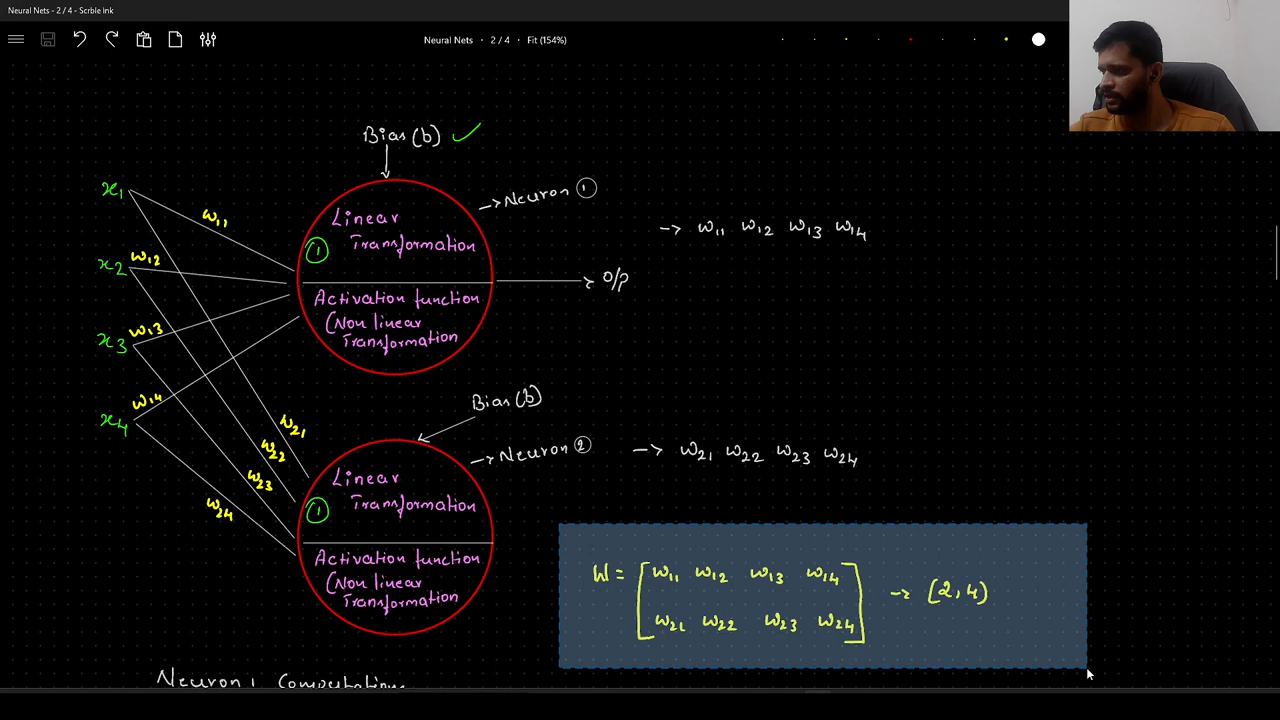 Neural Nets - 2 / 4 - Scrble Ink
Neural Nets • 2 / 4 • Fit (154%)
Bias (b) ✓
x1
w11
Linear
Transformation
1
→ Neuron 1
→ w11 w12 w13 w14
x2
w12
→ O/P
Activation function
(Non linear
Transformation
x3
w13
x4
w14
Bias (b)
w21
w22
w23
w24
→ Neuron 2
→ w21 w22 w23 w24
Linear
Transformation
1
Activation function
(Non linear
Transformation
W = [w11 w12 w13 w14
w21 w22 w23 w24] → (2,4)
Neuron 1 Computations